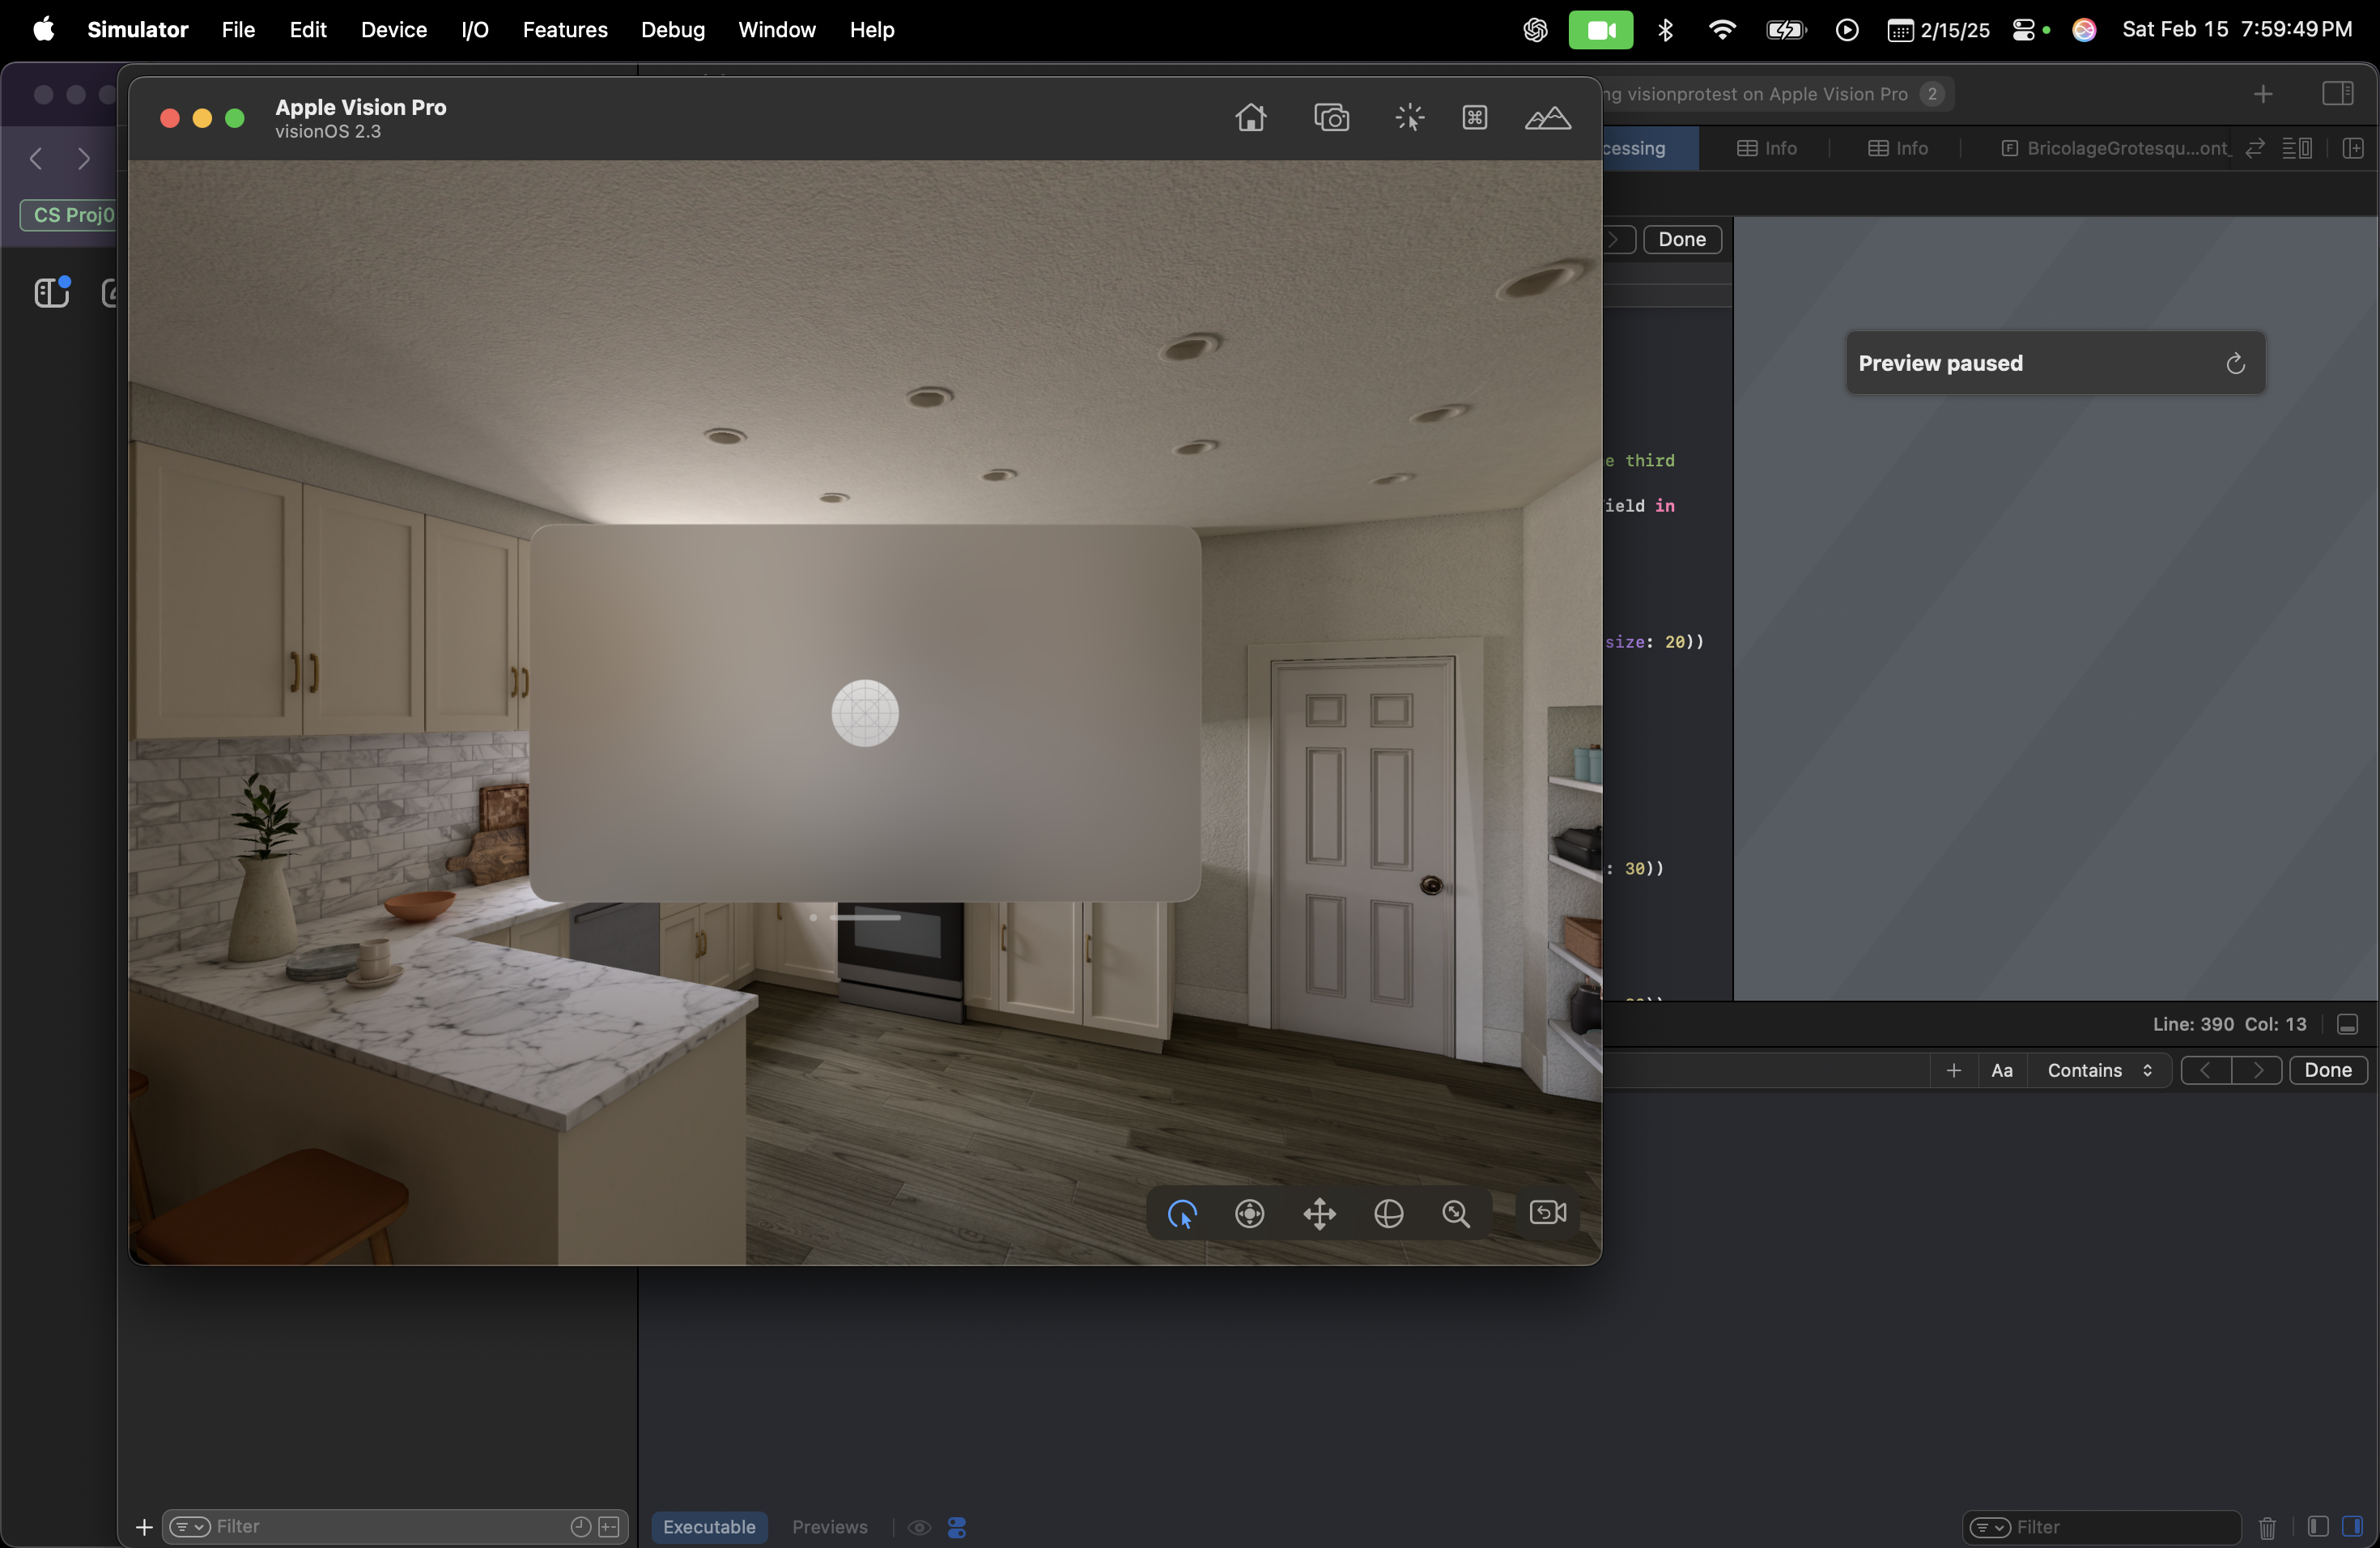 Simulator File Edit Device I/O Features Debug Window Help 2/15/25 Sat Feb 15 7:59:49 PM
Apple Vision Pro
visionOS 2.3
ng visionprotest on Apple Vision Pro 2
cessing Info Info BricolageGrotesqu...ont_
CS Proj0
Done
Preview paused
e third
ield in
size: 20))
: 30))
Line: 390 Col: 13
Aa Contains Done
Filter
Executable Previews
Filter